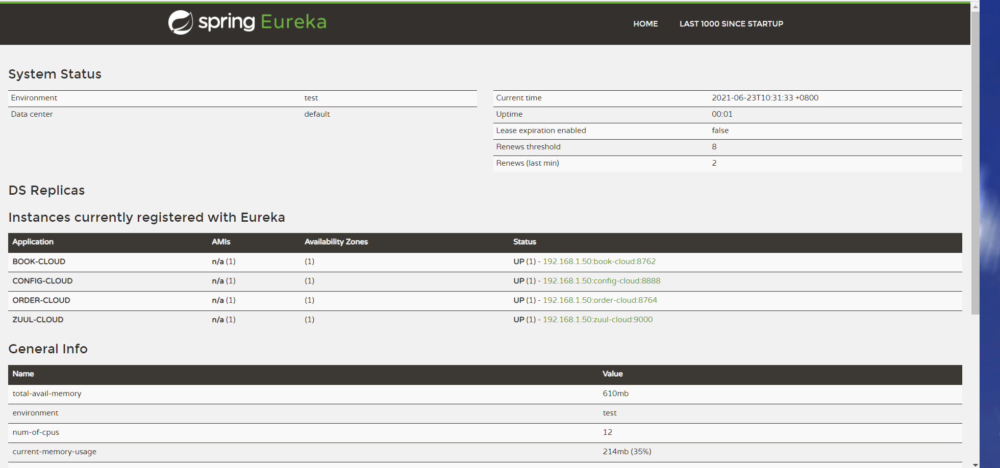 spring Eureka
HOME LAST 1000 SINCE STARTUP
System Status
Environment test
Data center default
Current time 2021-06-23T10:31:33 +0800
Uptime 00:01
Lease expiration enabled false
Renews threshold 8
Renews (last min) 2
DS Replicas
Instances currently registered with Eureka
Application AMIs Availability Zones Status
BOOK-CLOUD n/a (1) (1) UP (1) - 192.168.1.50:book-cloud:8762
CONFIG-CLOUD n/a (1) (1) UP (1) - 192.168.1.50:config-cloud:8888
ORDER-CLOUD n/a (1) (1) UP (1) - 192.168.1.50:order-cloud:8764
ZUUL-CLOUD n/a (1) (1) UP (1) - 192.168.1.50:zuul-cloud:9000
General Info
Name Value
total-avail-memory 610mb
environment test
num-of-cpus 12
current-memory-usage 214mb (35%)